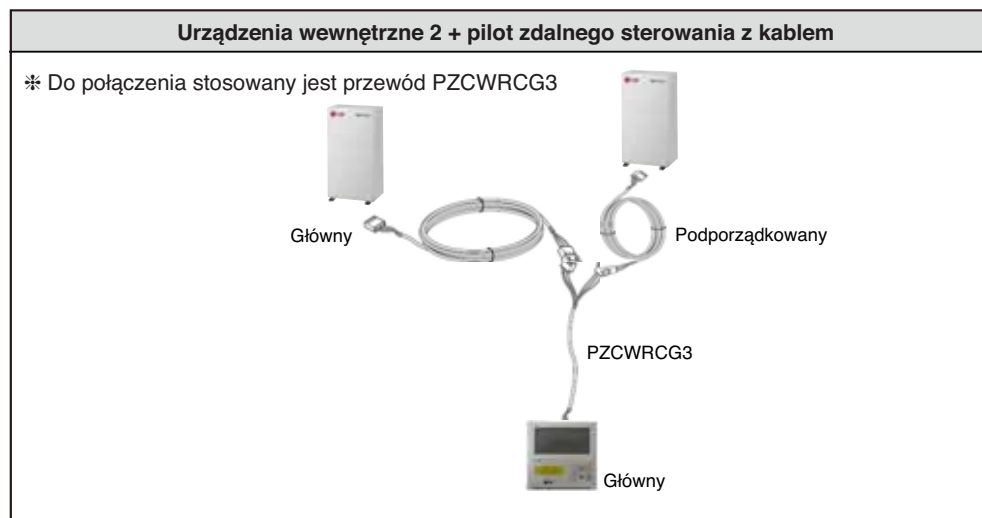 Urządzenia wewnętrzne 2 + pilot zdalnego sterowania z kablem
❈ Do połączenia stosowany jest przewód PZCWRCG3
Główny
Podporządkowany
PZCWRCG3
Główny